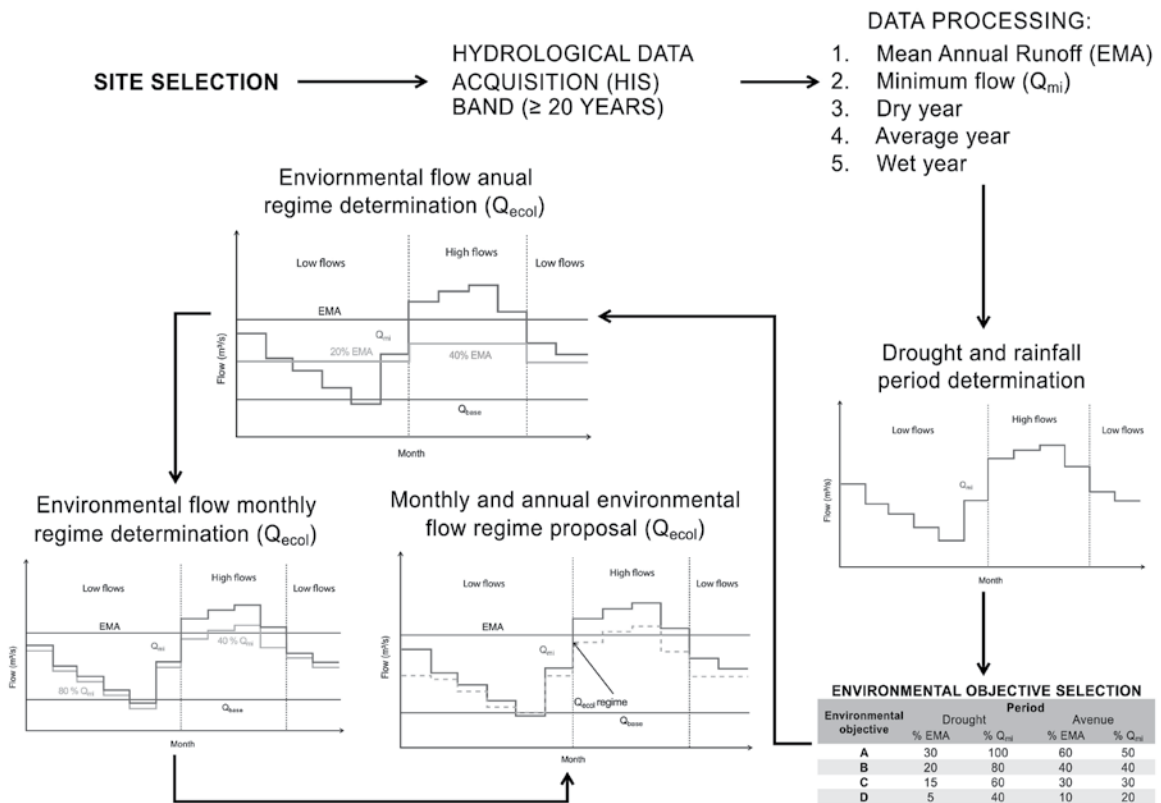 SITE SELECTION
HYDROLOGICAL DATA
ACQUISITION (HIS)
BAND (≥ 20 YEARS)
DATA PROCESSING:
1. Mean Annual Runoff (EMA)
2. Minimum flow (Qmi)
3. Dry year
4. Average year
5. Wet year
Drought and rainfall
period determination
Low flows
High flows
Low flows
Qmi
Flow (m³/s)
Month
ENVIRONMENTAL OBJECTIVE SELECTION
Environmental objective
Period
Drought Avenue
% EMA % Qmi % EMA % Qmi
A 30 100 60 50
B 20 80 40 40
C 15 60 30 30
D 5 40 10 20
Enviornmental flow anual
regime determination (Qecol)
Low flows
High flows
Low flows
EMA
Qmi
20% EMA
40% EMA
Qbase
Flow (m³/s)
Month
Environmental flow monthly
regime determination (Qecol)
Low flows
High flows
Low flows
EMA
Qmi
40 % Qmi
80 % Qmi
Qbase
Flow (m³/s)
Month
Monthly and annual environmental
flow regime proposal (Qecol)
Low flows
High flows
Low flows
EMA
Qmi
Qecol regime
Qbase
Flow (m³/s)
Month